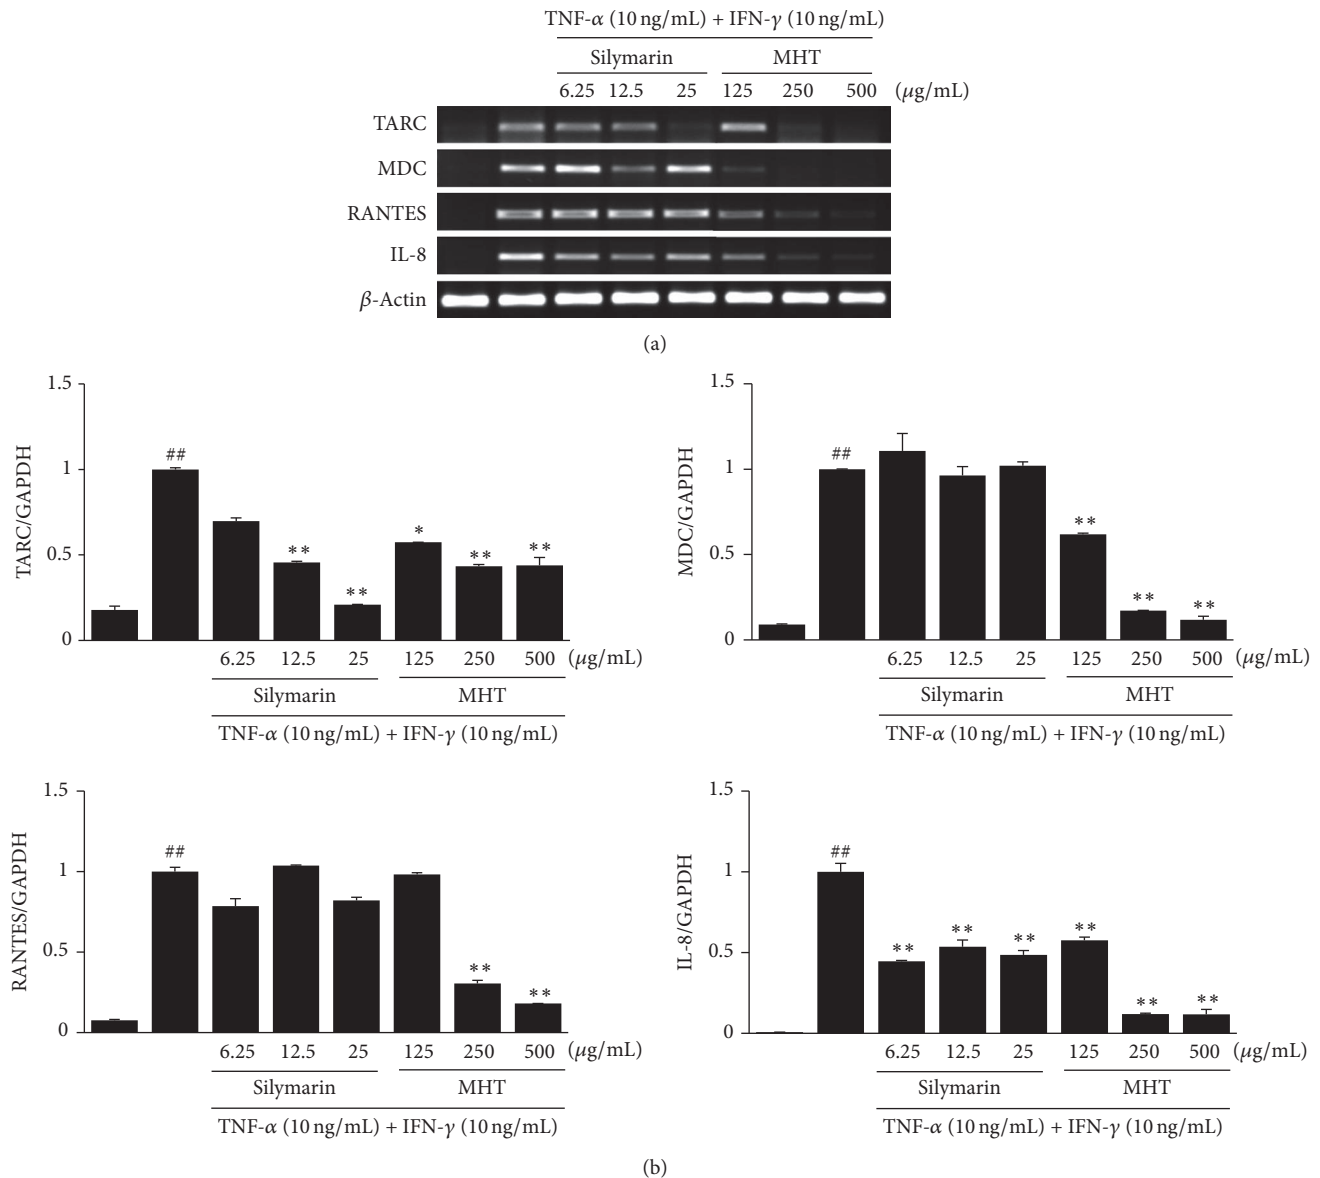 TNF-α (10 ng/mL) + IFN-γ (10 ng/mL)
Silymarin MHT
6.25 12.5 25 125 250 500 (μg/mL)
TARC
MDC
RANTES
IL-8
β-Actin
(a)
1.5
1
0.5
0
TARC/GAPDH
##
**
**
*
**
**
6.25 12.5 25 125 250 500 (μg/mL)
Silymarin MHT
TNF-α (10 ng/mL) + IFN-γ (10 ng/mL)
1.5
1
0.5
0
MDC/GAPDH
##
**
**
**
6.25 12.5 25 125 250 500 (μg/mL)
Silymarin MHT
TNF-α (10 ng/mL) + IFN-γ (10 ng/mL)
1.5
1
0.5
0
RANTES/GAPDH
##
**
**
6.25 12.5 25 125 250 500 (μg/mL)
Silymarin MHT
TNF-α (10 ng/mL) + IFN-γ (10 ng/mL)
1.5
1
0.5
0
IL-8/GAPDH
##
**
**
**
**
**
**
6.25 12.5 25 125 250 500 (μg/mL)
Silymarin MHT
TNF-α (10 ng/mL) + IFN-γ (10 ng/mL)
(b)